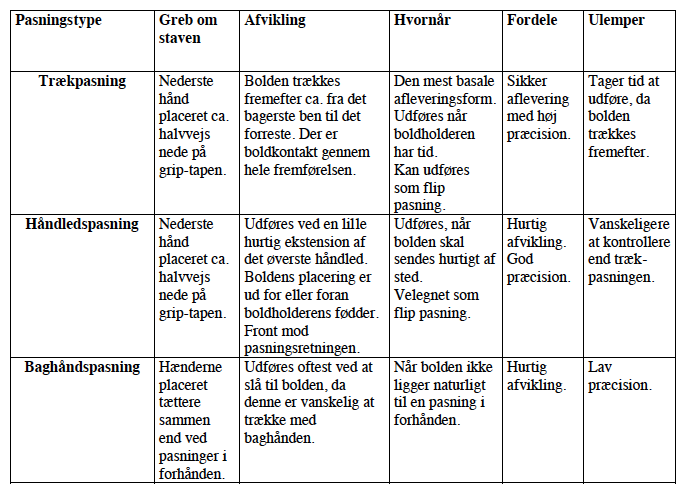 Pasningstype
Greb om
staven
Afvikling
Hvornår
Fordele
Ulemper
Trækpasning
Nederste
hånd
placeret ca.
halvvejs
nede på
grip-tapen.
Bolden trækkes
fremefter ca. fra det
bagerste ben til det
forreste. Der er
boldkontakt gennem
hele fremførelsen.
Den mest basale
afleveringsform.
Udføres når
boldholderen
har tid.
Kan udføres
som flip
pasning.
Sikker
aflevering
med høj
præcision.
Tager tid at
udføre, da
bolden
trækkes
fremefter.
Håndledspasning
Nederste
hånd
placeret ca.
halvvejs
nede på
grip-tapen.
Udføres ved en lille
hurtig ekstension af
det øverste håndled.
Boldens placering er
ud for eller foran
boldholderens fødder.
Front mod
pasningsretningen.
Udføres, når
bolden skal
sendes hurtigt af
sted.
Velegnet som
flip pasning.
Hurtig
afvikling.
God
præcision.
Vanskeligere
at kontrollere
end træk-
pasningen.
Baghåndspasning
Hænderne
placeret
tættere
sammen
end ved
pasninger i
forhånden.
Udføres oftest ved at
slå til bolden, da
denne er vanskelig at
trække med
baghånden.
Når bolden ikke
ligger naturligt
til en pasning i
forhånden.
Hurtig
afvikling.
Lav
præcision.